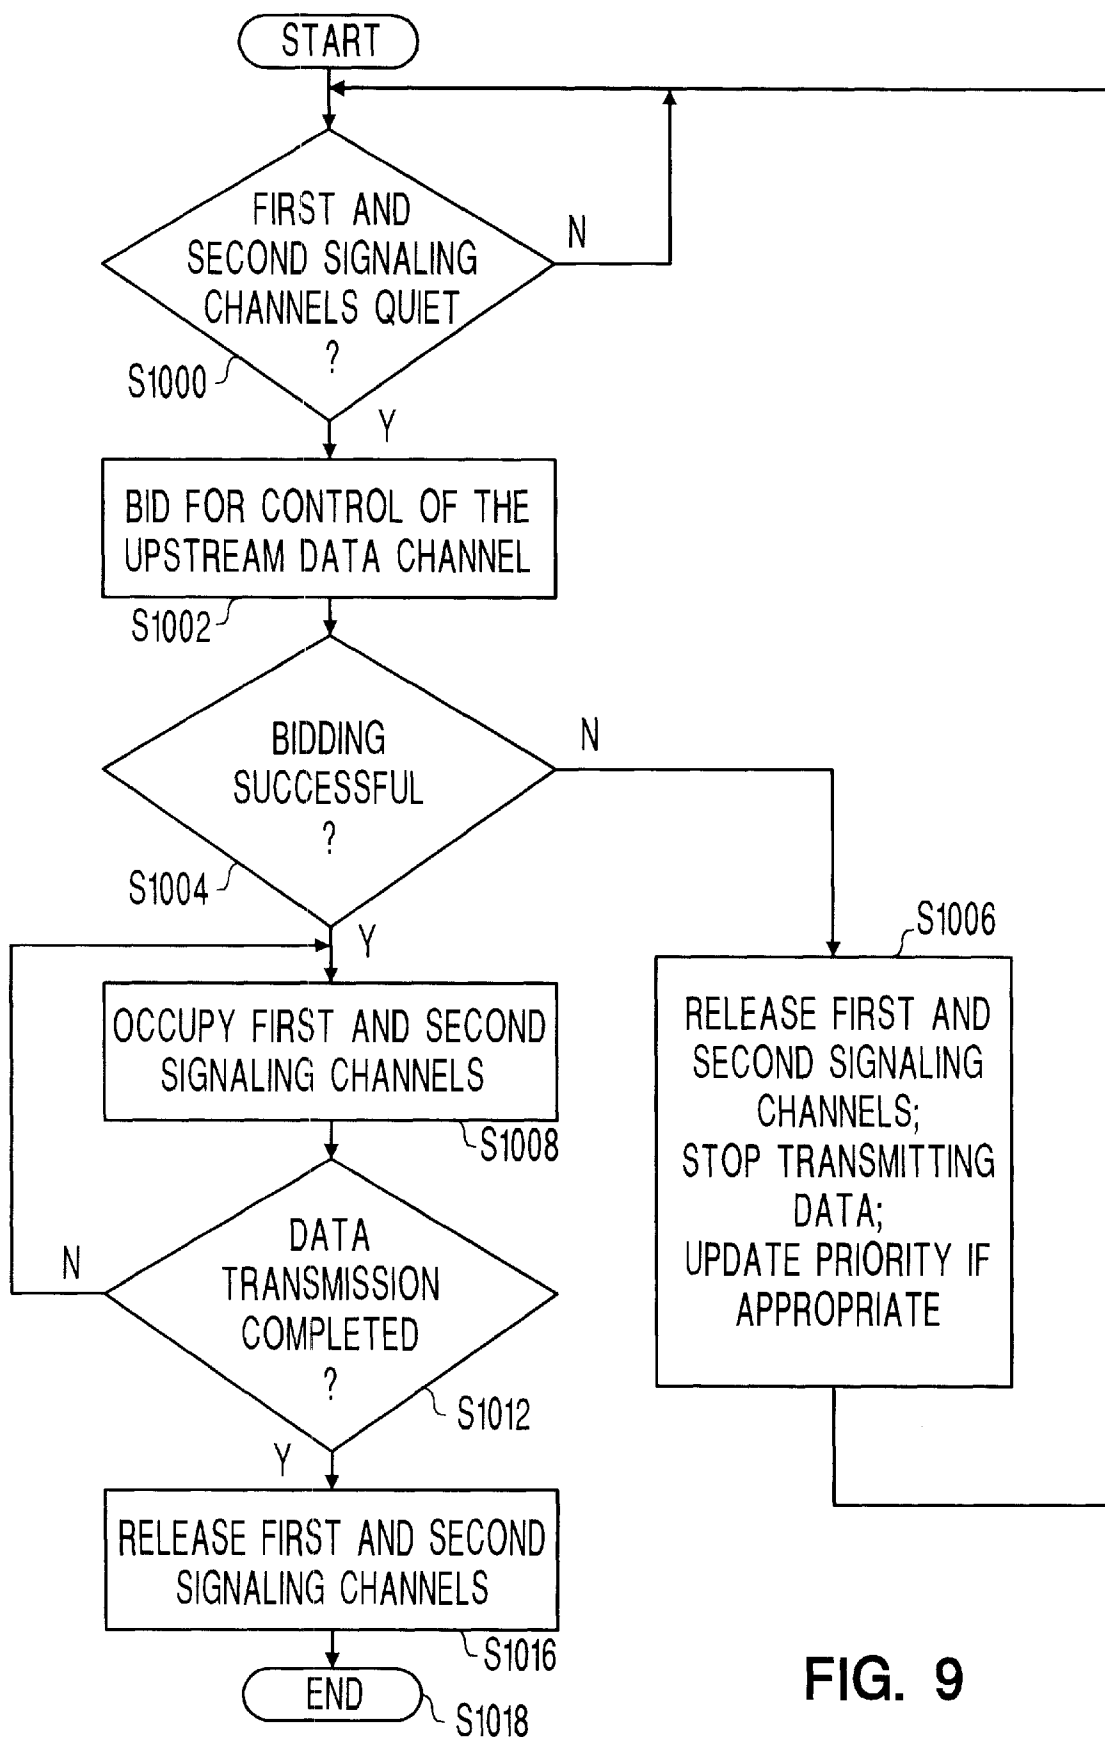 START
FIRST AND
SECOND SIGNALING
CHANNELS QUIET
?
N
S1000
Y
BID FOR CONTROL OF THE
UPSTREAM DATA CHANNEL
S1002
BIDDING
SUCCESSFUL
?
N
S1004
Y
S1006
RELEASE FIRST AND
SECOND SIGNALING
CHANNELS;
STOP TRANSMITTING
DATA;
UPDATE PRIORITY IF
APPROPRIATE
OCCUPY FIRST AND SECOND
SIGNALING CHANNELS
S1008
DATA
TRANSMISSION
COMPLETED
?
N
S1012
Y
RELEASE FIRST AND SECOND
SIGNALING CHANNELS
S1016
END
S1018
FIG. 9